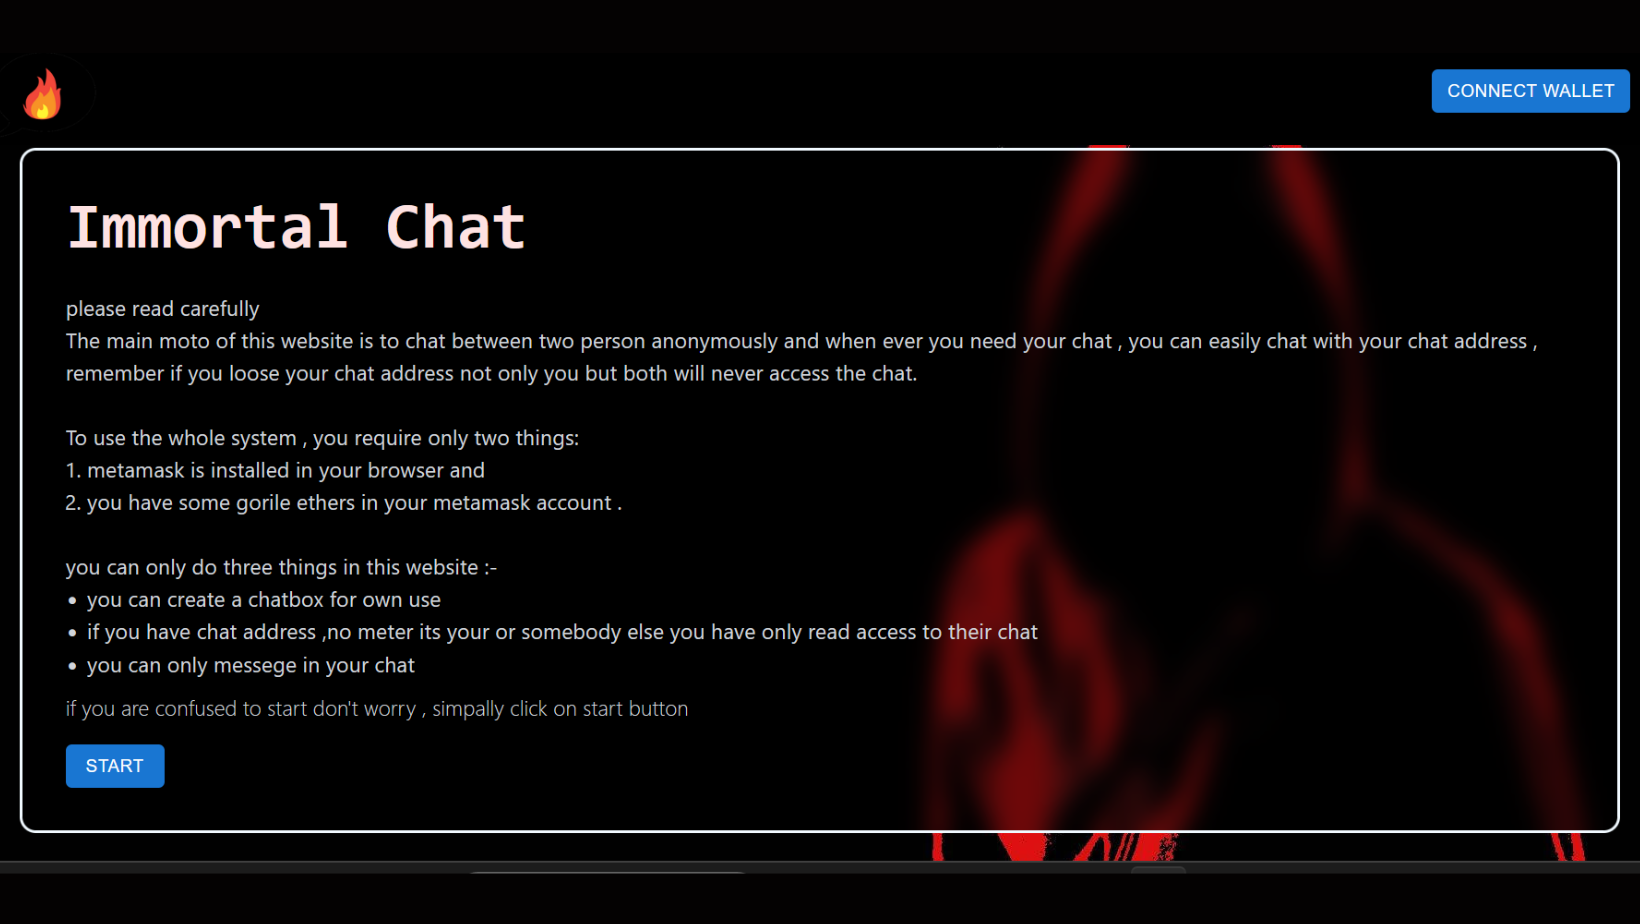 CONNECT WALLET
Immortal Chat
please read carefully
The main moto of this website is to chat between two person anonymously and when ever you need your chat , you can easily chat with your chat address ,
remember if you loose your chat address not only you but both will never access the chat.
To use the whole system , you require only two things:
1. metamask is installed in your browser and
2. you have some gorile ethers in your metamask account .
you can only do three things in this website :-
• you can create a chatbox for own use
• if you have chat address ,no meter its your or somebody else you have only read access to their chat
• you can only messege in your chat
if you are confused to start don't worry , simpally click on start button
START